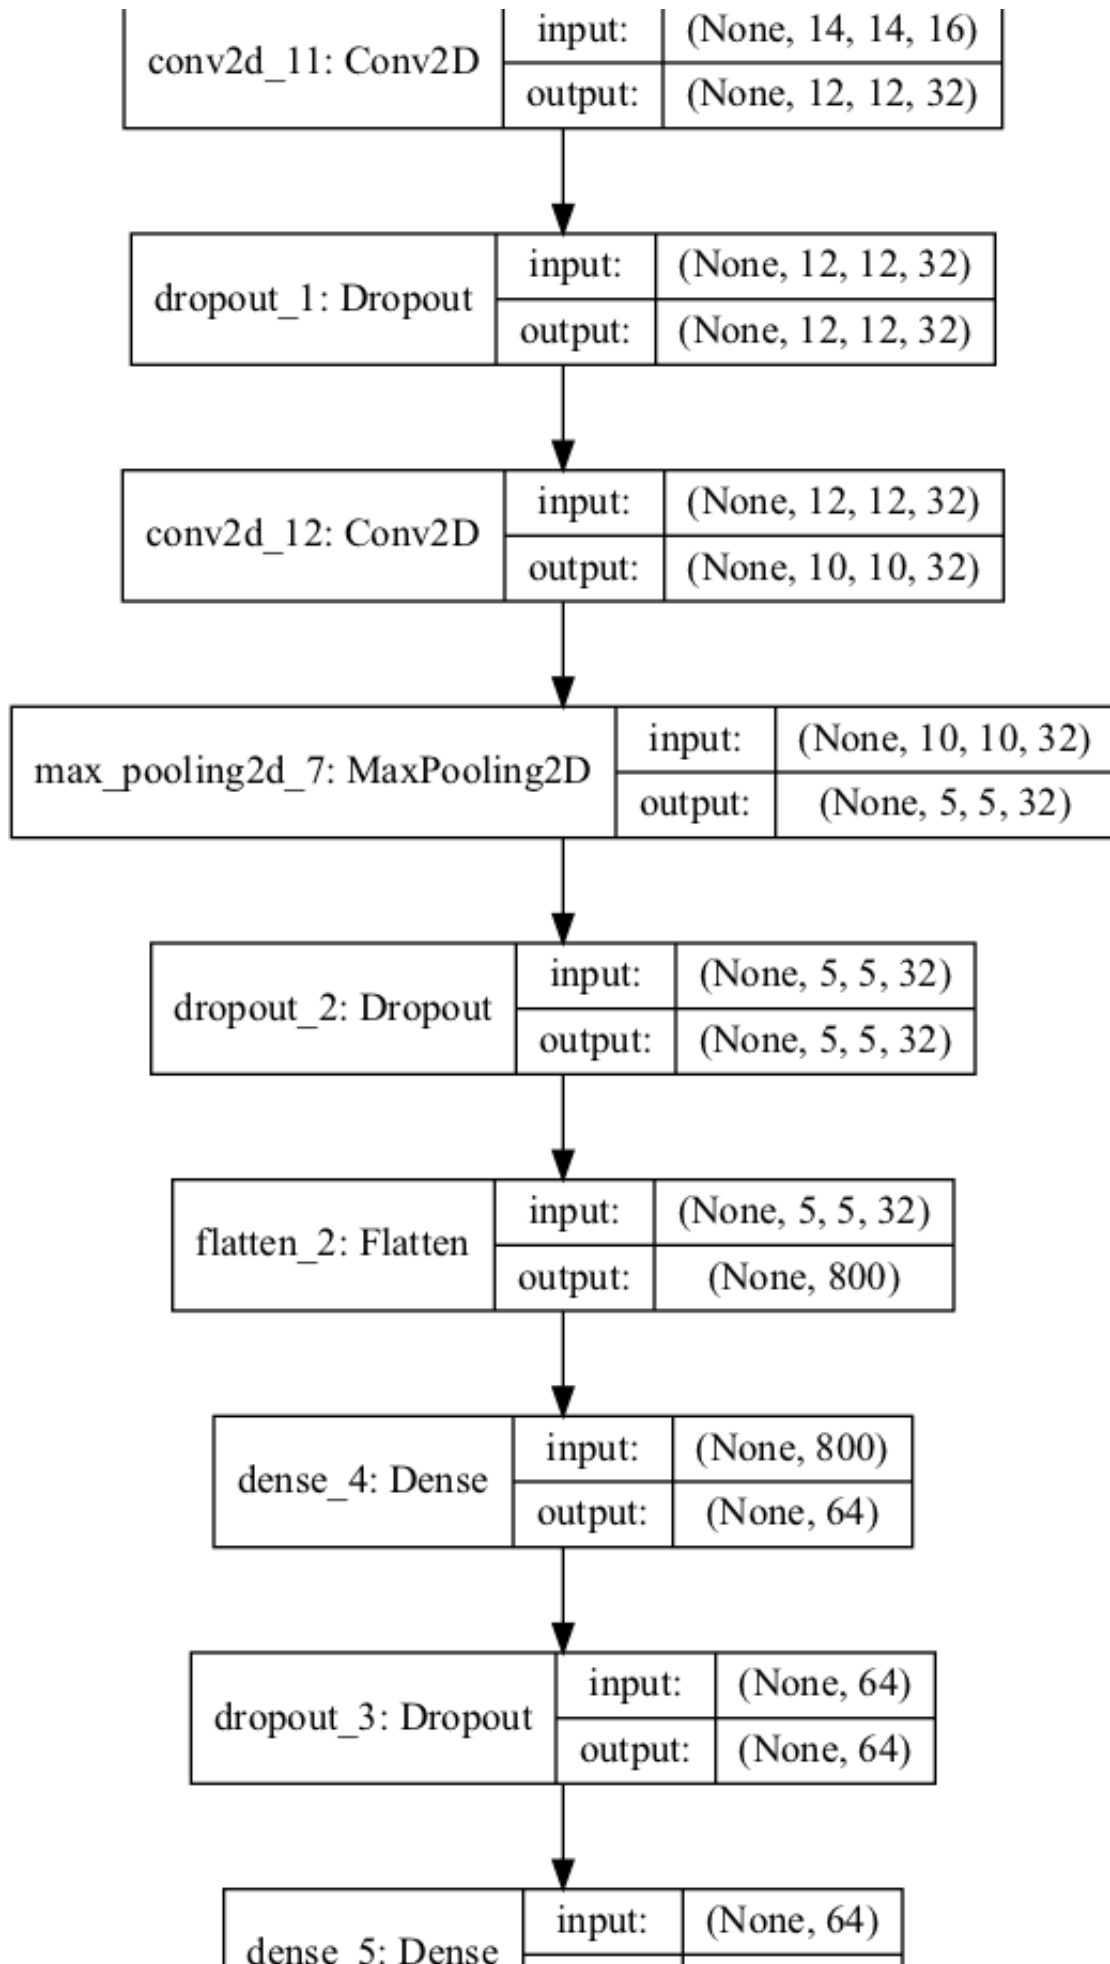 conv2d_11: Conv2D
input: (None, 14, 14, 16)
output: (None, 12, 12, 32)
dropout_1: Dropout
input: (None, 12, 12, 32)
output: (None, 12, 12, 32)
conv2d_12: Conv2D
input: (None, 12, 12, 32)
output: (None, 10, 10, 32)
max_pooling2d_7: MaxPooling2D
input: (None, 10, 10, 32)
output: (None, 5, 5, 32)
dropout_2: Dropout
input: (None, 5, 5, 32)
output: (None, 5, 5, 32)
flatten_2: Flatten
input: (None, 5, 5, 32)
output: (None, 800)
dense_4: Dense
input: (None, 800)
output: (None, 64)
dropout_3: Dropout
input: (None, 64)
output: (None, 64)
dense_5: Dense
input: (None, 64)